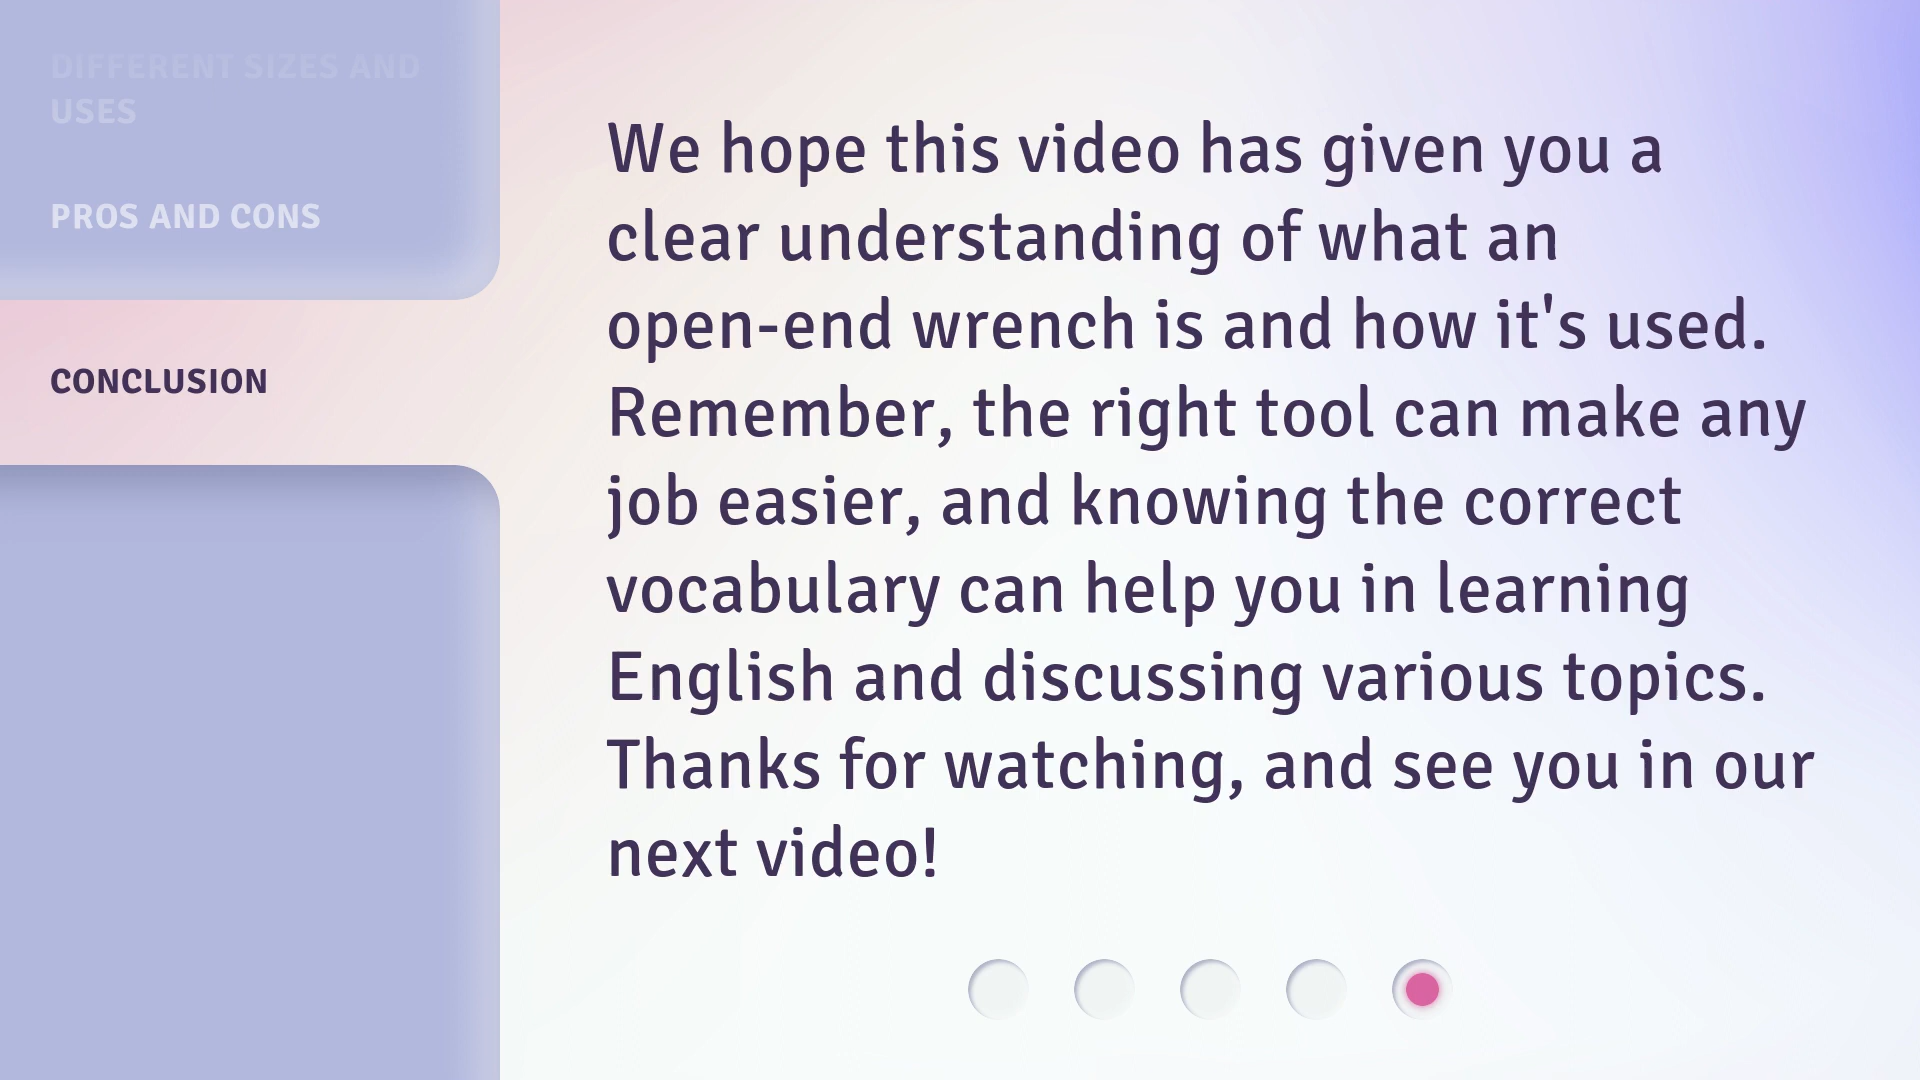 DIFFERENT SIZES AND
USES
PROS AND CONS
CONCLUSION
We hope this video has given you a
clear understanding of what an
open-end wrench is and how it's used.
Remember, the right tool can make any
job easier, and knowing the correct
vocabulary can help you in learning
English and discussing various topics.
Thanks for watching, and see you in our
next video!